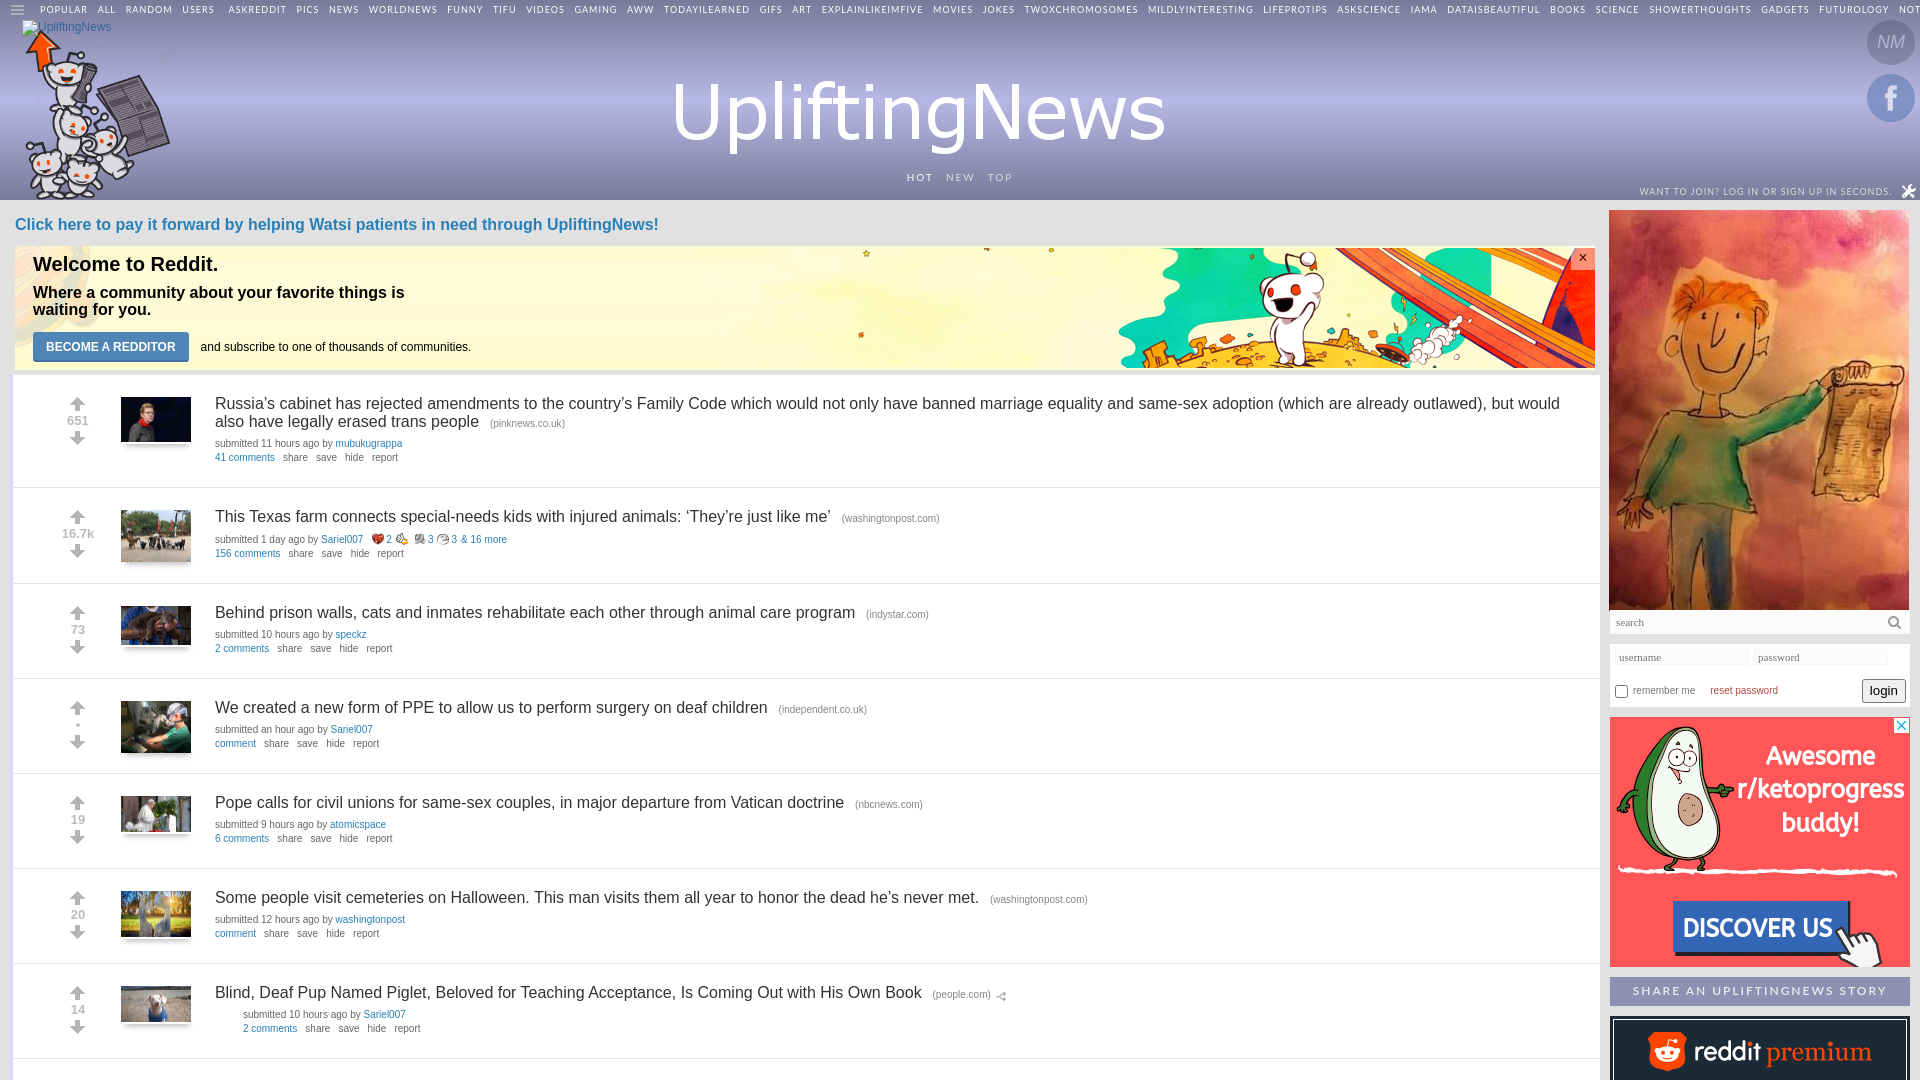 POPULAR ALL RANDOM USERS ASKREDDIT PICS NEWS WORLDNEWS FUNNY TIFU VIDEOS GAMING AWW TODAYILEARNED GIFS ART EXPLAINLIKEIMFIVE MOVIES JOKES TWOXCHROMOSOMES MILDLYINTERESTING LIFEPROTIPS ASKSCIENCE IAMA DATAISBEAUTIFUL BOOKS SCIENCE SHOWERTHOUGHTS GADGETS FUTUROLOGY NOT
UpliftingNews
NM
f
UpliftingNews
HOT NEW TOP
WANT TO JOIN? LOG IN OR SIGN UP IN SECONDS.
Click here to pay it forward by helping Watsi patients in need through UpliftingNews!
Welcome to Reddit.
×
Where a community about your favorite things is
waiting for you.
BECOME A REDDITOR and subscribe to one of thousands of communities.
651
Russia’s cabinet has rejected amendments to the country’s Family Code which would not only have banned marriage equality and same-sex adoption (which are already outlawed), but would
also have legally erased trans people (pinknews.co.uk)
submitted 11 hours ago by mubukugrappa
41 comments share save hide report
16.7k
This Texas farm connects special-needs kids with injured animals: ‘They’re just like me’ (washingtonpost.com)
submitted 1 day ago by Sariel007 2 3 3 & 16 more
156 comments share save hide report
73
Behind prison walls, cats and inmates rehabilitate each other through animal care program (indystar.com)
submitted 10 hours ago by speckz
2 comments share save hide report
•
We created a new form of PPE to allow us to perform surgery on deaf children (independent.co.uk)
submitted an hour ago by Sariel007
comment share save hide report
19
Pope calls for civil unions for same-sex couples, in major departure from Vatican doctrine (nbcnews.com)
submitted 9 hours ago by atomicspace
6 comments share save hide report
20
Some people visit cemeteries on Halloween. This man visits them all year to honor the dead he’s never met. (washingtonpost.com)
submitted 12 hours ago by washingtonpost
comment share save hide report
14
Blind, Deaf Pup Named Piglet, Beloved for Teaching Acceptance, Is Coming Out with His Own Book (people.com)
submitted 10 hours ago by Sariel007
2 comments share save hide report
search
username password
remember me reset password login
Awesome
r/ketoprogress
buddy!
DISCOVER US
SHARE AN UPLIFTINGNEWS STORY
reddit premium